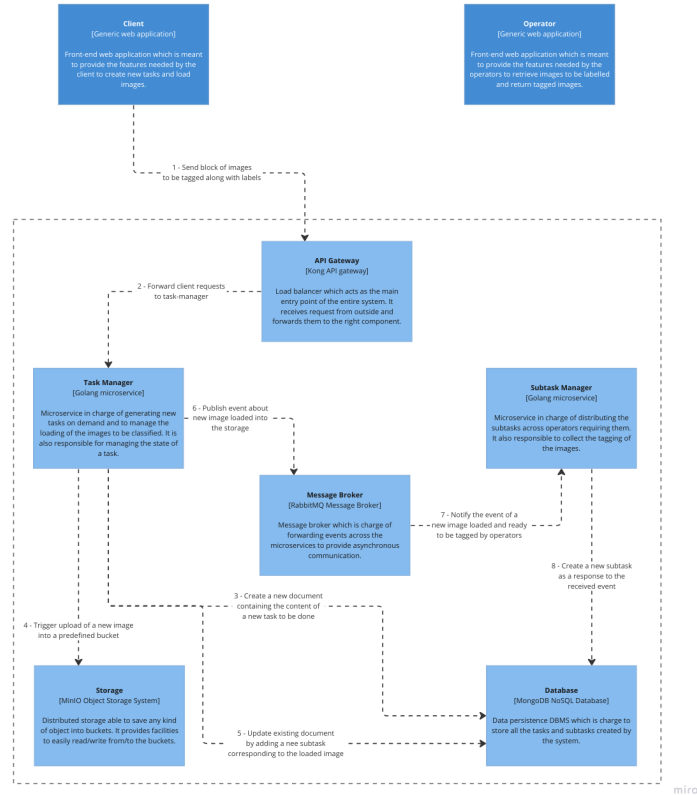 Client
[Generic web application]
Front-end web application which is meant
to provide the features needed by the
client to create new tasks and load
images.
Operator
[Generic web application]
Front-end web application which is meant
to provide the features needed by the
operators to retrieve images to be labelled
and return tagged images.
1 - Send block of images
to be tagged along with labels
API Gateway
[Kong API gateway]
Load balancer which acts as the main
entry point of the entire system. It
receives request from outside and
forwards them to the right component.
2 - Forward client requests
to task-manager
Task Manager
[Golang microservice]
Microservice in charge of generating new
tasks on demand and to manage the
loading of the images to be classified. It is
also responsible for managing the state of
a task.
6 - Publish event about
new image loaded into
the storage
Subtask Manager
[Golang microservice]
Microservice in charge of distributing the
subtasks across operators requiring them.
It also responsible to collect the tagging of
the images.
Message Broker
[RabbitMQ Message Broker]
Message broker which is charge of
forwarding events across the
microservices to provide asynchronous
communication.
7 - Notify the event of a
new image loaded and ready
to be tagged by operators
8 - Create a new subtask
as a response to the
received event
3 - Create a new document
containing the content of
a new task to be done
4 - Trigger upload of a new image
into a predefined bucket
Storage
[MinIO Object Storage System]
Distributed storage able to save any kind
of object into buckets. It provides facilities
to easily read/write from/to the buckets.
5 - Update existing document
by adding a nee subtask
corresponding to the loaded image
Database
[MongoDB NoSQL Database]
Data persistence DBMS which is charge to
store all the tasks and subtasks created by
the system.
miro